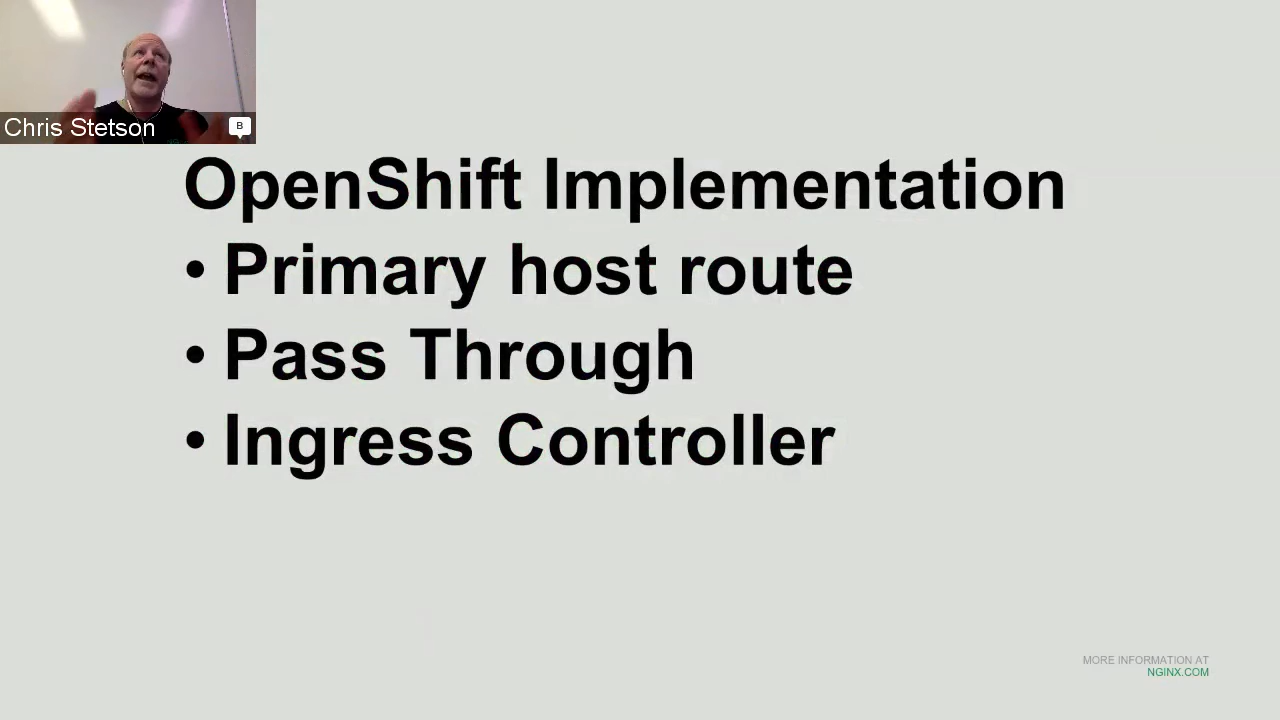 Chris Stetson
B
OpenShift Implementation
• Primary host route
• Pass Through
• Ingress Controller
MORE INFORMATION AT
NGINX.COM